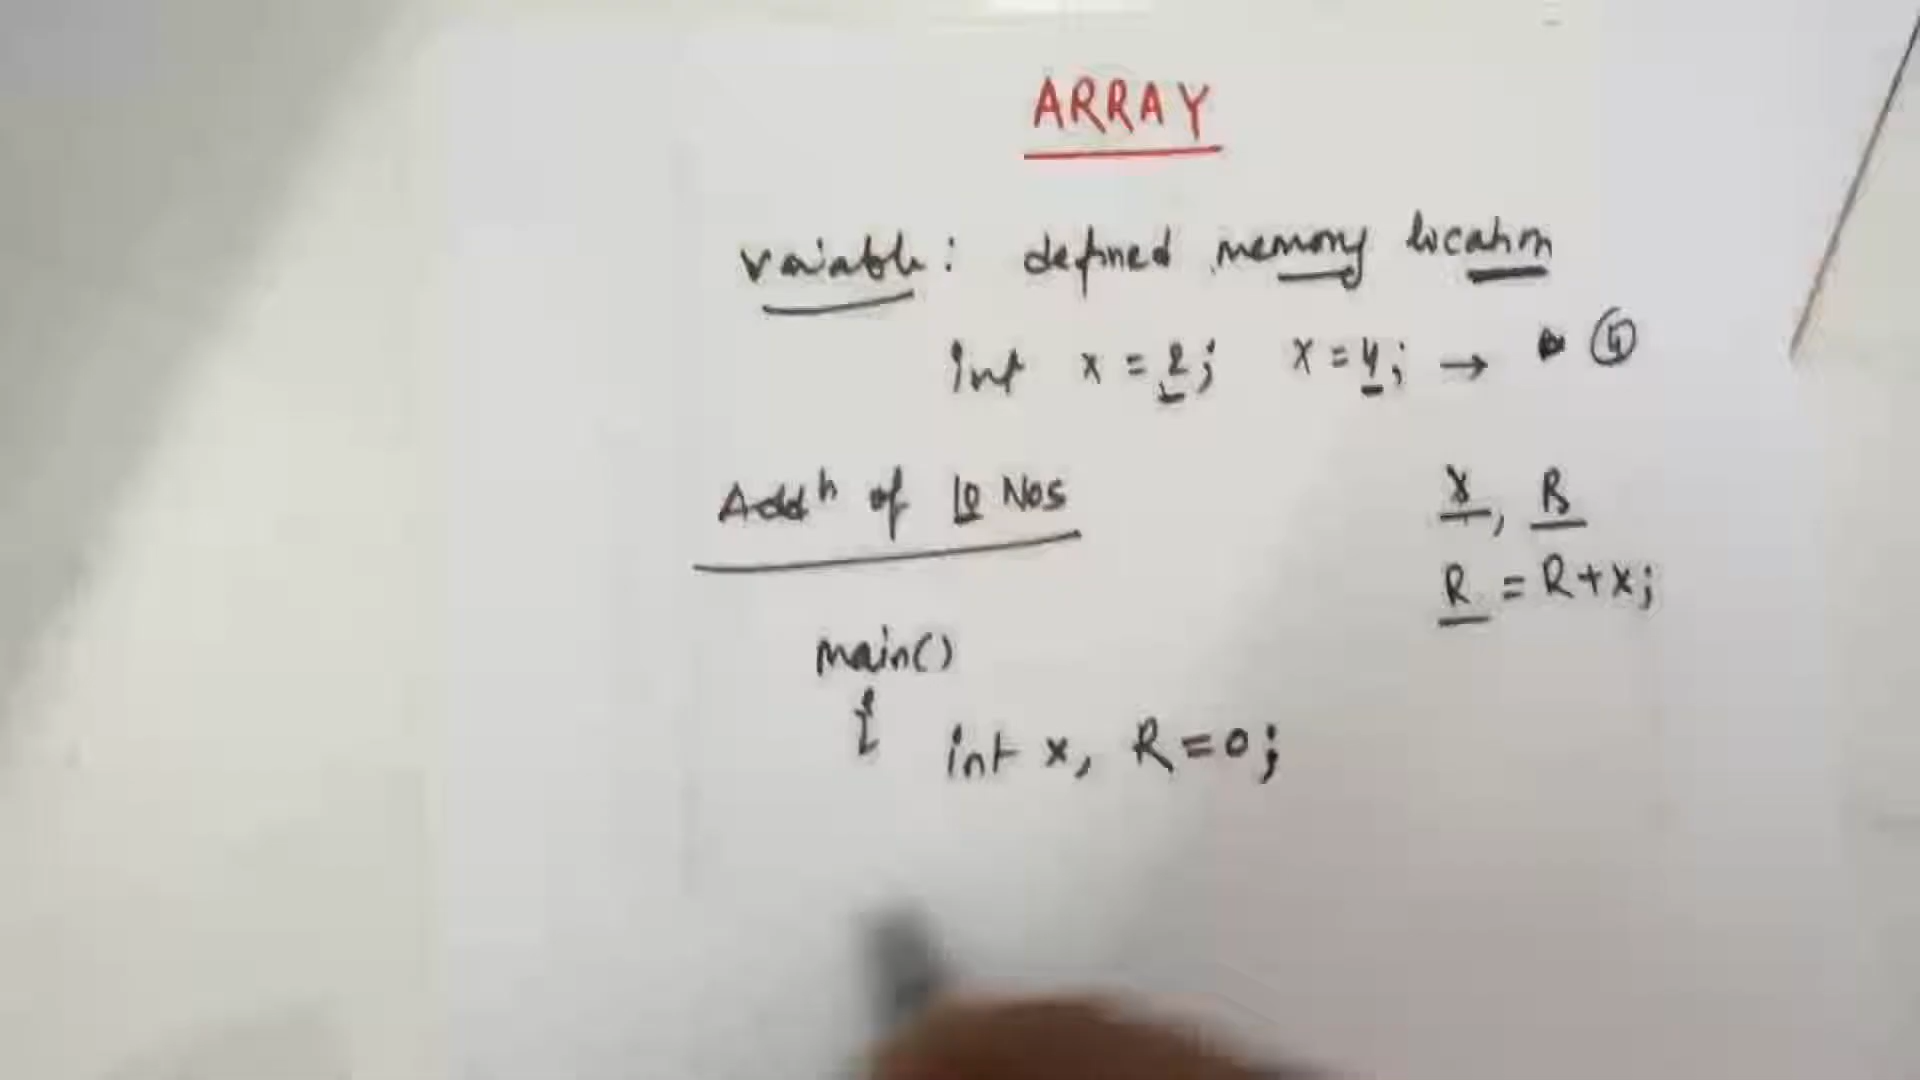 ARRAY
variable : defined memory location
int x = 2; x = 4; →
Addn of 10 Nos
x, R
R = R+x;
main()
{ int x, R=0;